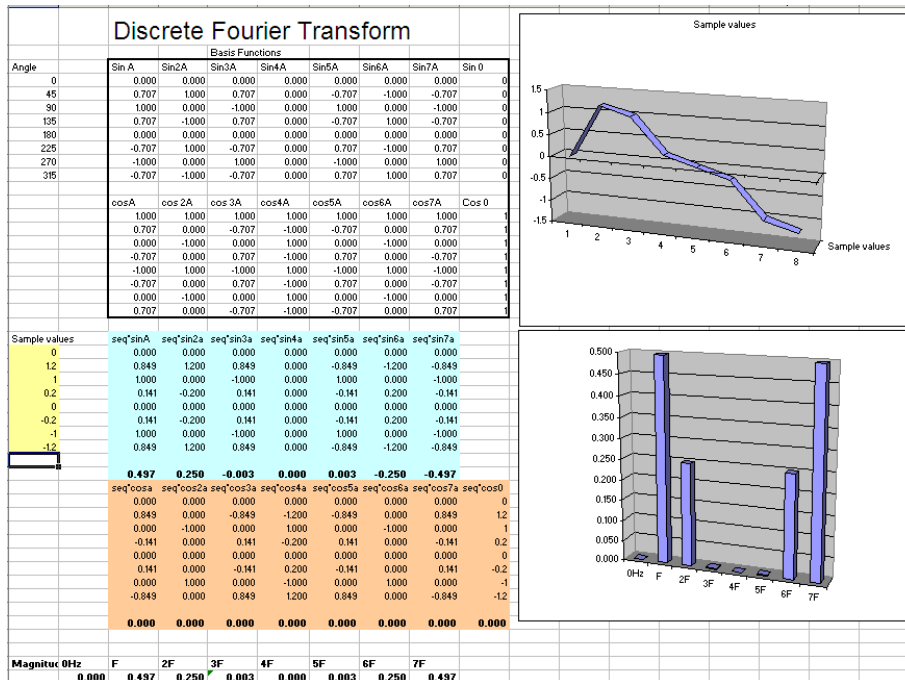 Discrete Fourier Transform
Basis Functions
Angle Sin A Sin2A Sin3A Sin4A Sin5A Sin6A Sin7A Sin 0
0 0.000 0.000 0.000 0.000 0.000 0.000 0.000 0
45 0.707 1.000 0.707 0.000 -0.707 -1.000 -0.707 0
90 1.000 0.000 -1.000 0.000 1.000 0.000 -1.000 0
135 0.707 -1.000 0.707 0.000 -0.707 1.000 -0.707 0
180 0.000 0.000 0.000 0.000 0.000 0.000 0.000 0
225 -0.707 1.000 -0.707 0.000 0.707 -1.000 0.707 0
270 -1.000 0.000 1.000 0.000 -1.000 0.000 1.000 0
315 -0.707 -1.000 -0.707 0.000 0.707 1.000 0.707 0
cosA cos 2A cos 3A cos4A cos5A cos6A cos7A Cos 0
1.000 1.000 1.000 1.000 1.000 1.000 1.000 1
0.707 0.000 -0.707 -1.000 -0.707 0.000 0.707 1
0.000 -1.000 0.000 1.000 0.000 -1.000 0.000 1
-0.707 0.000 0.707 -1.000 0.707 0.000 -0.707 1
-1.000 1.000 -1.000 1.000 -1.000 1.000 -1.000 1
-0.707 0.000 0.707 -1.000 0.707 0.000 -0.707 1
0.000 -1.000 0.000 1.000 0.000 -1.000 0.000 1
0.707 0.000 -0.707 -1.000 -0.707 0.000 0.707 1
Sample values seq*sinA seq*sin2a seq*sin3a seq*sin4a seq*sin5a seq*sin6a seq*sin7a
0 0.000 0.000 0.000 0.000 0.000 0.000 0.000
1.2 0.849 1.200 0.849 0.000 -0.849 -1.200 -0.849
1 1.000 0.000 -1.000 0.000 1.000 0.000 -1.000
0.2 0.141 -0.200 0.141 0.000 -0.141 0.200 -0.141
0 0.000 0.000 0.000 0.000 0.000 0.000 0.000
-0.2 0.141 -0.200 0.141 0.000 -0.141 0.200 -0.141
-1 1.000 0.000 -1.000 0.000 1.000 0.000 -1.000
-1.2 0.849 1.200 0.849 0.000 -0.849 -1.200 -0.849
0.497 0.250 -0.003 0.000 0.003 -0.250 -0.497
seq*cosa seq*cos2a seq*cos3a seq*cos4a seq*cos5a seq*cos6a seq*cos7a seq*cos0
0.000 0.000 0.000 0.000 0.000 0.000 0.000 0
0.849 0.000 -0.849 -1.200 -0.849 0.000 0.849 1.2
0.000 -1.000 0.000 1.000 0.000 -1.000 0.000 1
-0.141 0.000 0.141 -0.200 0.141 0.000 -0.141 0.2
0.000 0.000 0.000 0.000 0.000 0.000 0.000 0
0.141 0.000 -0.141 0.200 -0.141 0.000 0.141 -0.2
0.000 1.000 0.000 -1.000 0.000 1.000 0.000 -1
-0.849 0.000 0.849 1.200 0.849 0.000 -0.849 -1.2
0.000 0.000 0.000 0.000 0.000 0.000 0.000 0.000
Magnituc 0Hz F 2F 3F 4F 5F 6F 7F
0.000 0.497 0.250 0.003 0.000 0.003 0.250 0.497
Sample values
1.5
1
0.5
0
-0.5
-1
-1.5
1 2 3 4 5 6 7 8
Sample values
0.500
0.450
0.400
0.350
0.300
0.250
0.200
0.150
0.100
0.050
0.000
0Hz F 2F 3F 4F 5F 6F 7F